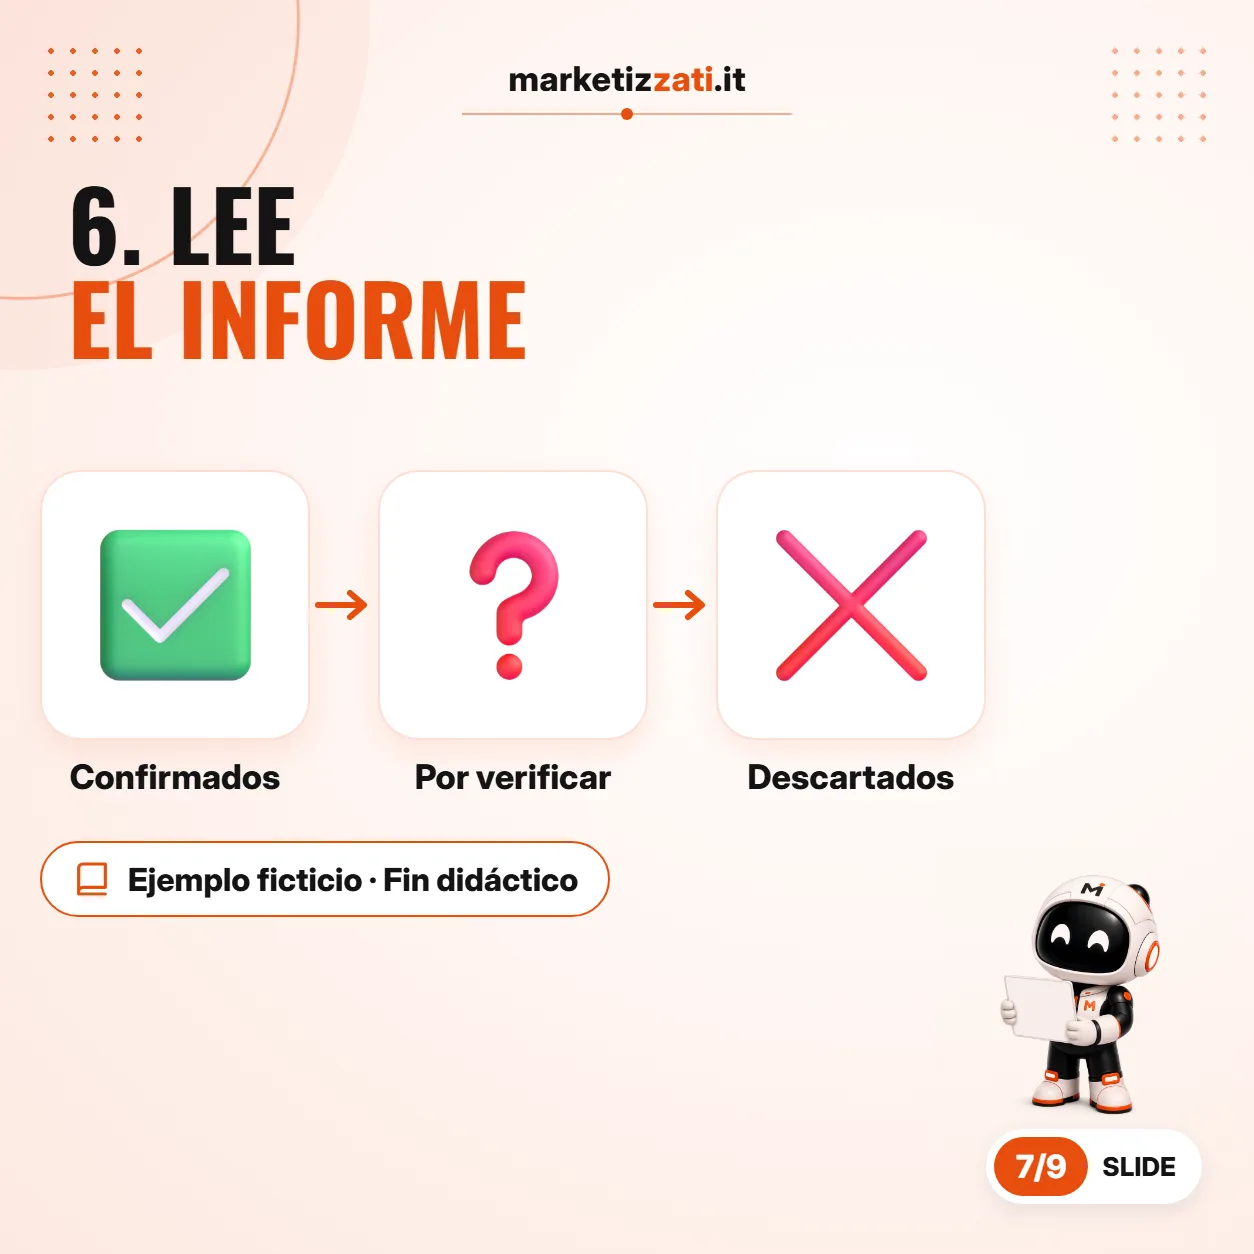 marketizzati.it
6. LEE
EL INFORME
Confirmados
Por verificar
Descartados
Ejemplo ficticio · Fin didáctico
7/9 SLIDE